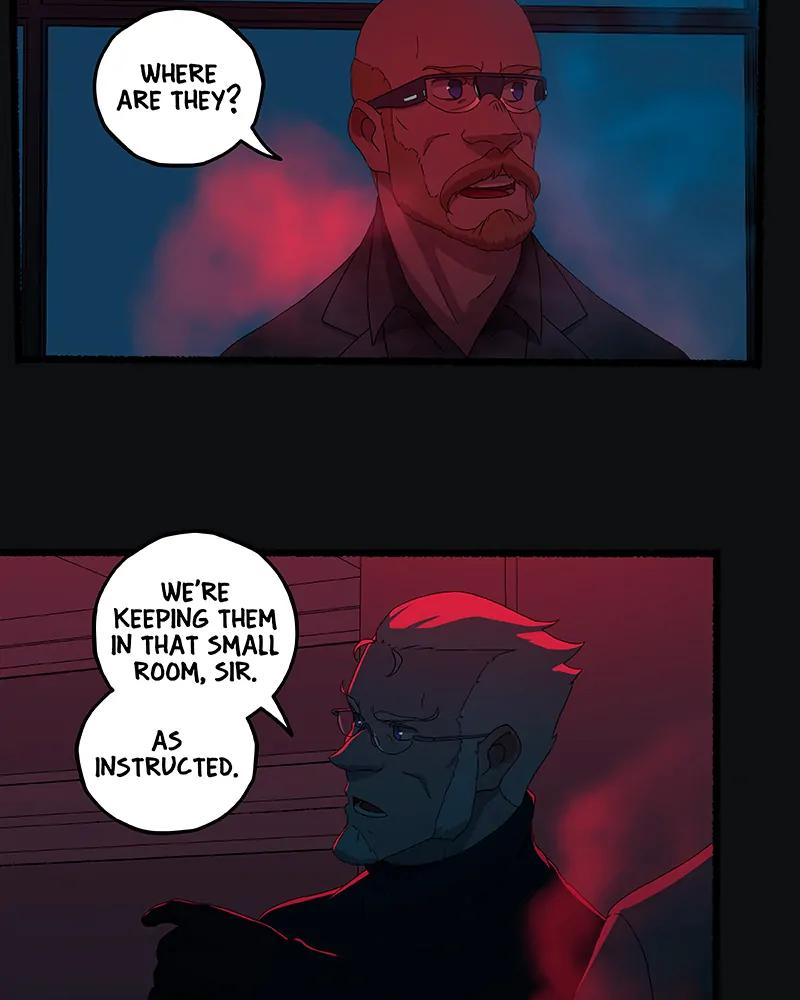 WHERE
ARE THEY?
WE'RE
KEEPING THEM
IN THAT SMALL
ROOM, SIR.
AS
INSTRUCTED.